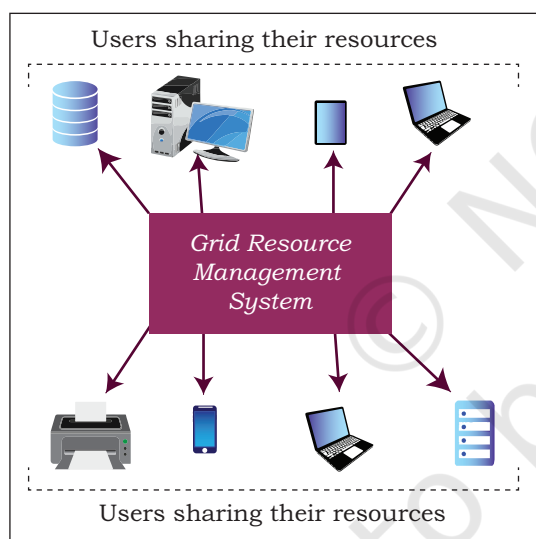 Users sharing their resources
Grid Resource
Management
System
Users sharing their resources